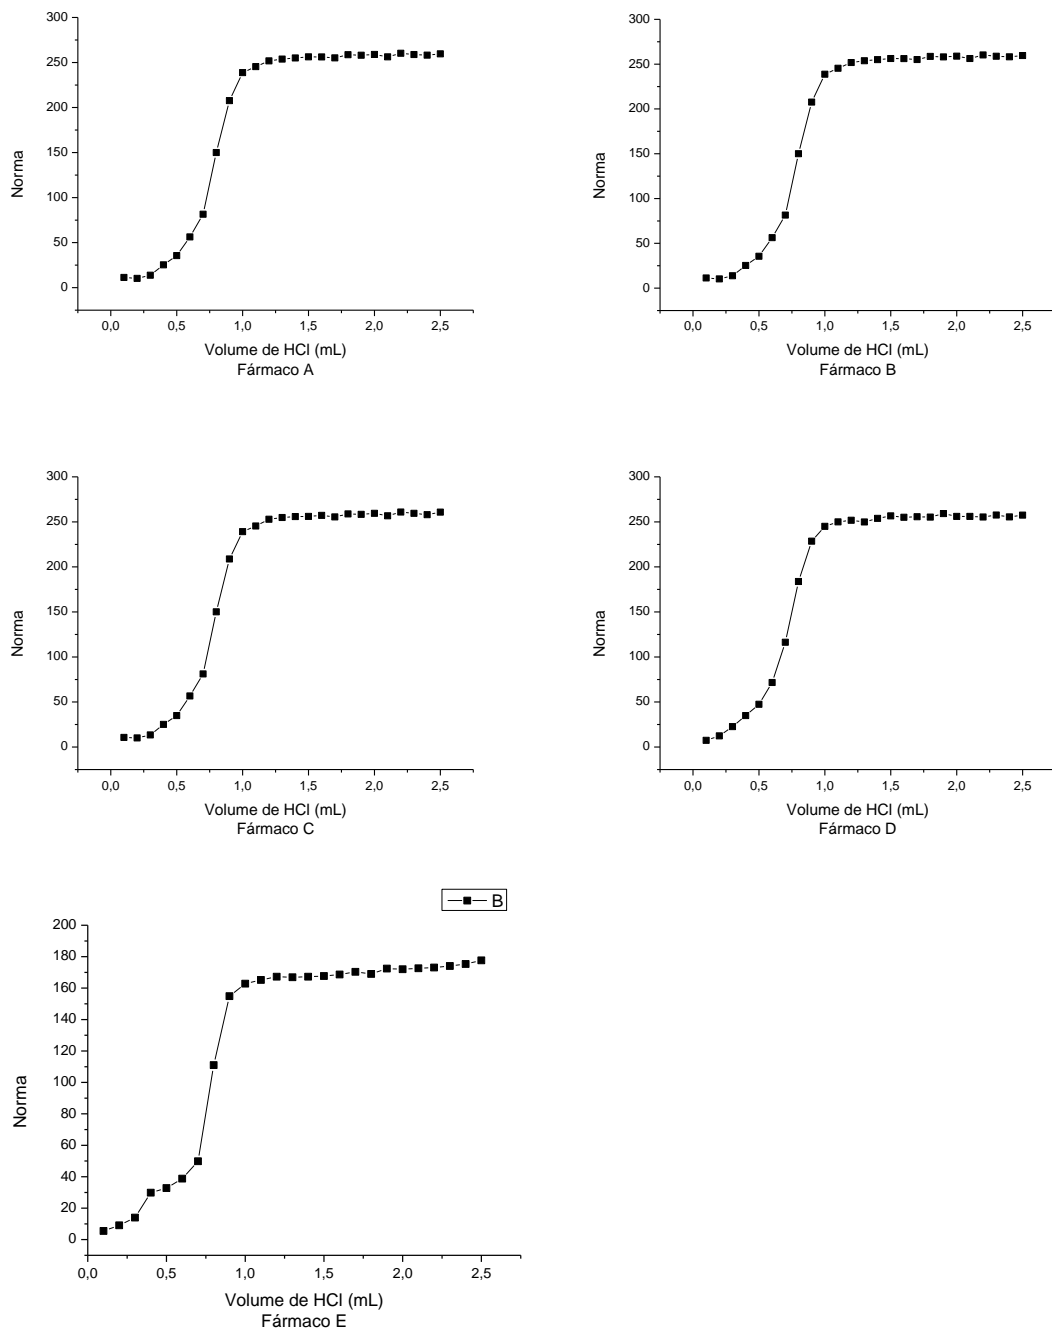 300
250
200
150
100
50
0
Norma
0,0 0,5 1,0 1,5 2,0 2,5
Volume de HCl (mL)
Fármaco A
300
250
200
150
100
50
0
Norma
0,0 0,5 1,0 1,5 2,0 2,5
Volume de HCl (mL)
Fármaco B
300
250
200
150
100
50
0
Norma
0,0 0,5 1,0 1,5 2,0 2,5
Volume de HCl (mL)
Fármaco C
300
250
200
150
100
50
0
Norma
0,0 0,5 1,0 1,5 2,0 2,5
Volume de HCl (mL)
Fármaco D
B
200
180
160
140
120
100
80
60
40
20
0
Norma
0,0 0,5 1,0 1,5 2,0 2,5
Volume de HCl (mL)
Fármaco E